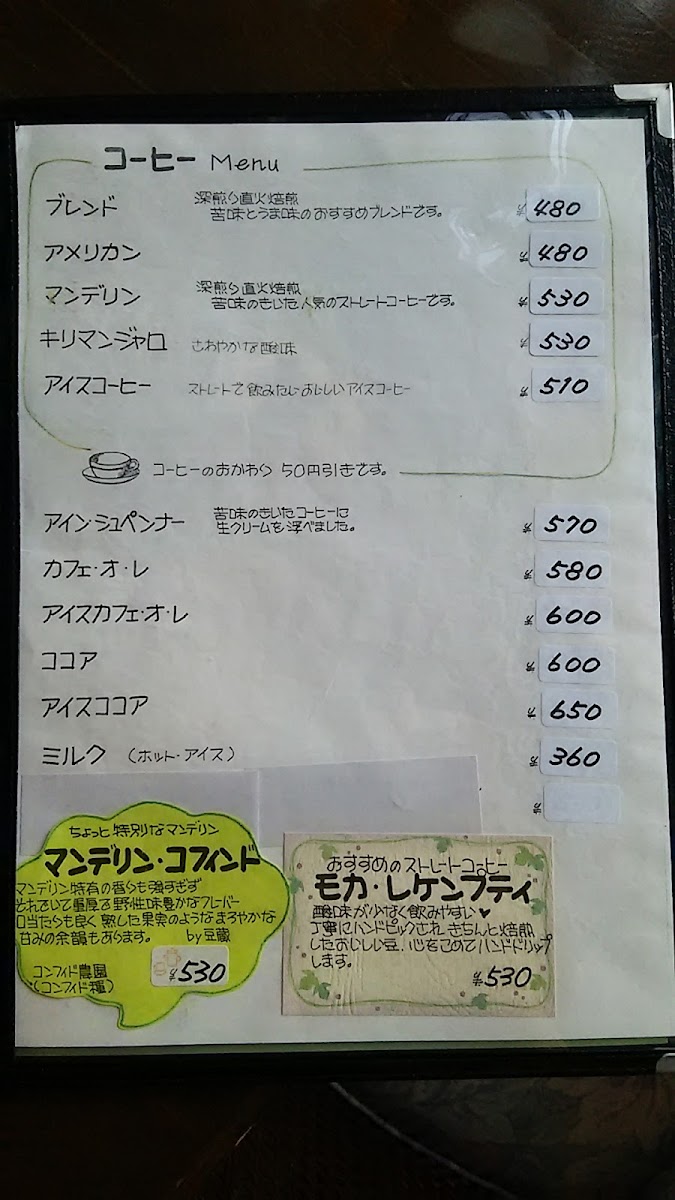 コーヒー Menu
ブレンド 深煎り直火焙煎 ¥480
苦味とうま味のおすすめブレンドです。
アメリカン ¥480
マンデリン 深煎り直火焙煎 ¥530
苦味のきいた人気のストレートコーヒーです。
キリマンジャロ さわやかな酸味 ¥530
アイスコーヒー ストレートで飲みたいおいしいアイスコーヒー ¥510
コーヒーのおかわり 50円引きです。
アインシュペンナー 苦味のきいたコーヒーに ¥570
生クリームを浮べました。
カフェ・オ・レ ¥580
アイスカフェ・オ・レ ¥600
ココア ¥600
アイスココア ¥650
ミルク (ホット・アイス) ¥360
¥
ちょっと特別なマンデリン
マンデリン・コフィンド
マンデリン特有の香りも強すぎず
それでいて重厚で野性味豊かなフレーバー
口当たりも良く熟した果実のようなまろやかな
甘みの余韻もあります。 by豆蔵
コンフィド農園
(コンフィド種) ¥530
おすすめのストレートコーヒー
モカ・レケンプティ
酸味が少なく飲みやすい♥
丁寧にハンドピックされ、きちんと焙煎
したおいしい豆、心をこめてハンドドリップ
します。
¥530